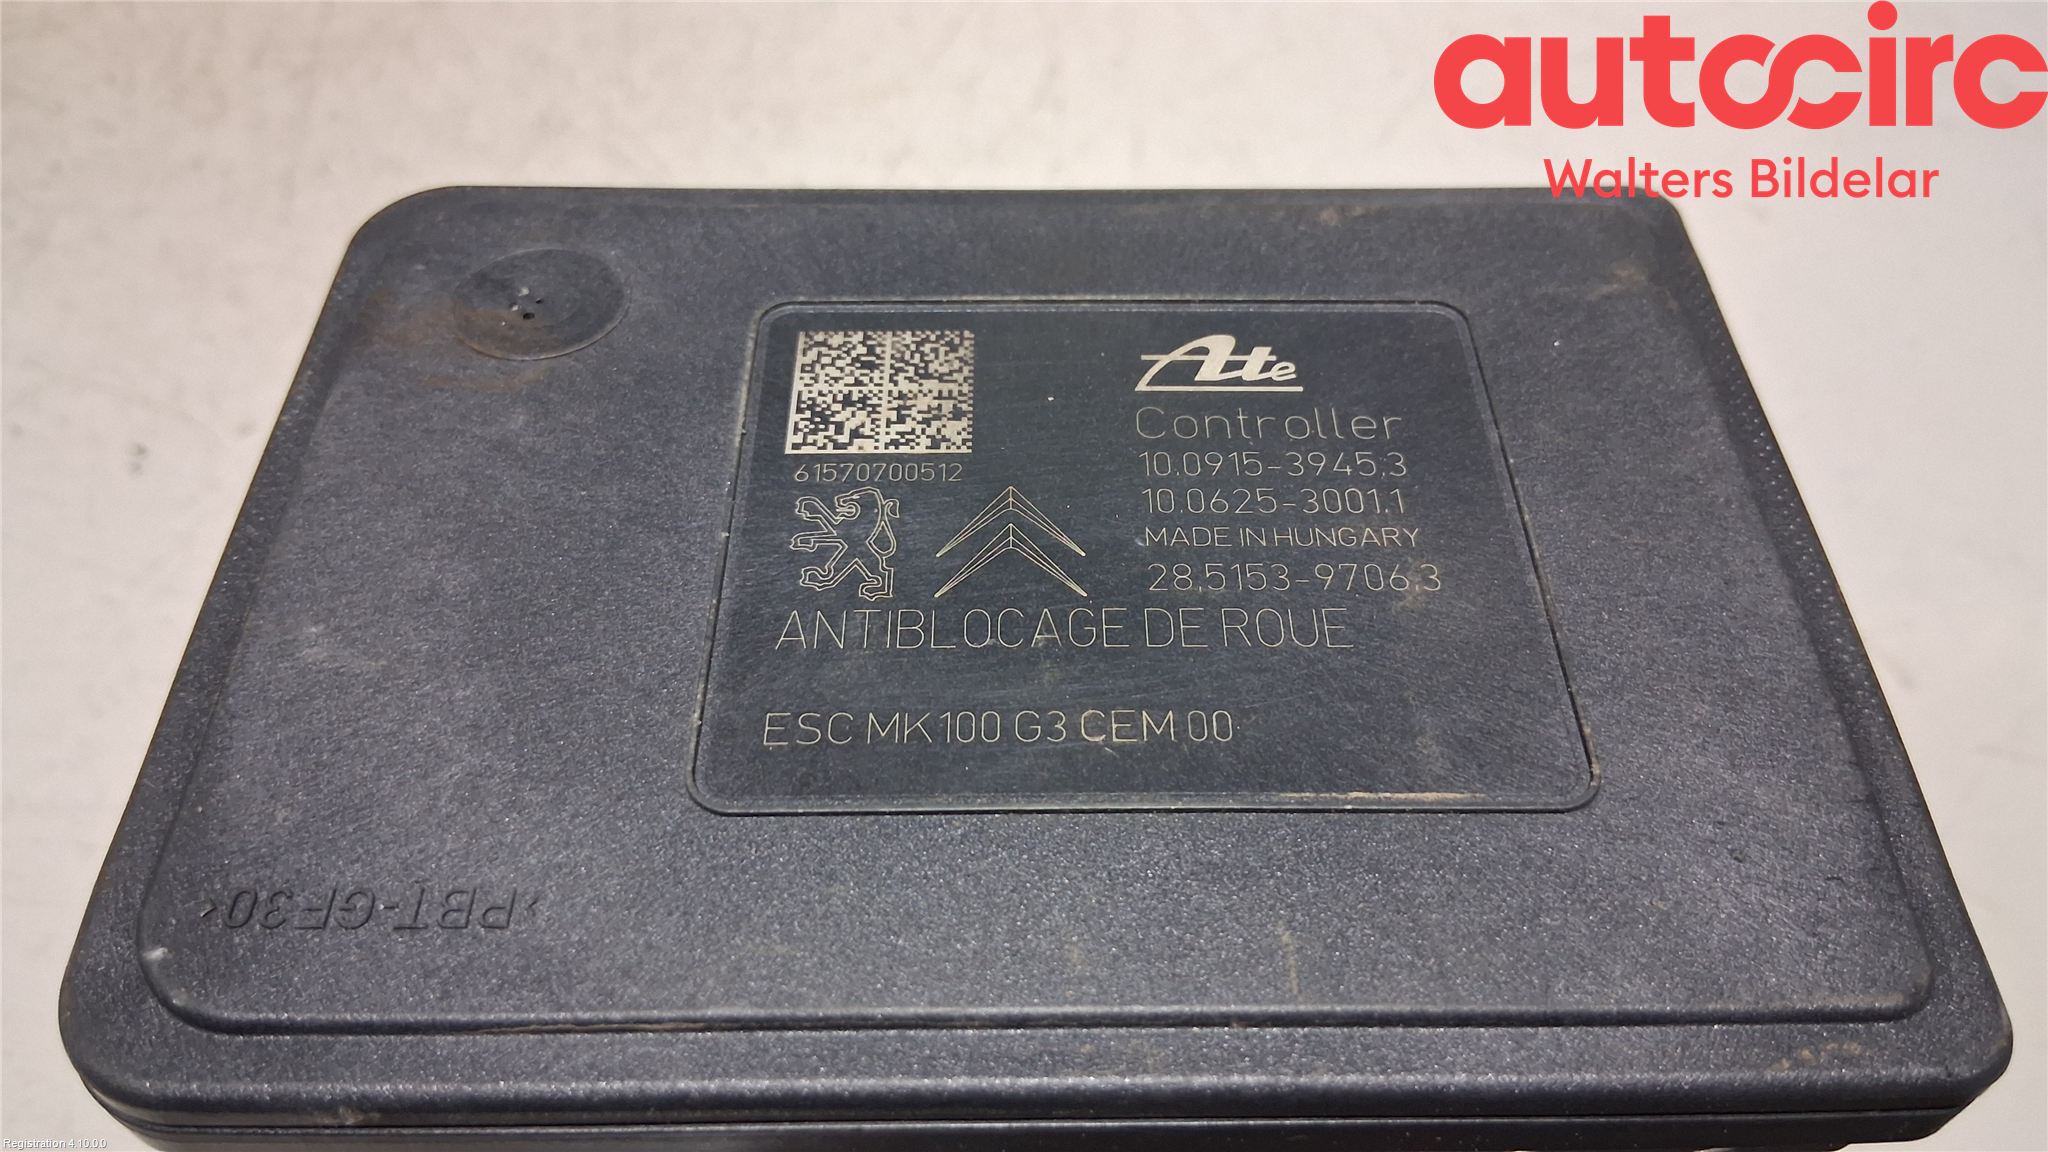 autocirc
Walters Bildelar
Ate
Controller
61570700512
10.0915-3945.3
10.0625-3001.1
MADE IN HUNGARY
28.5153-9706.3
ANTIBLOCAGE DE ROUE
ESC MK100 G3 CEM 00
>PBT-GF30<
Registration 4.10.0.0